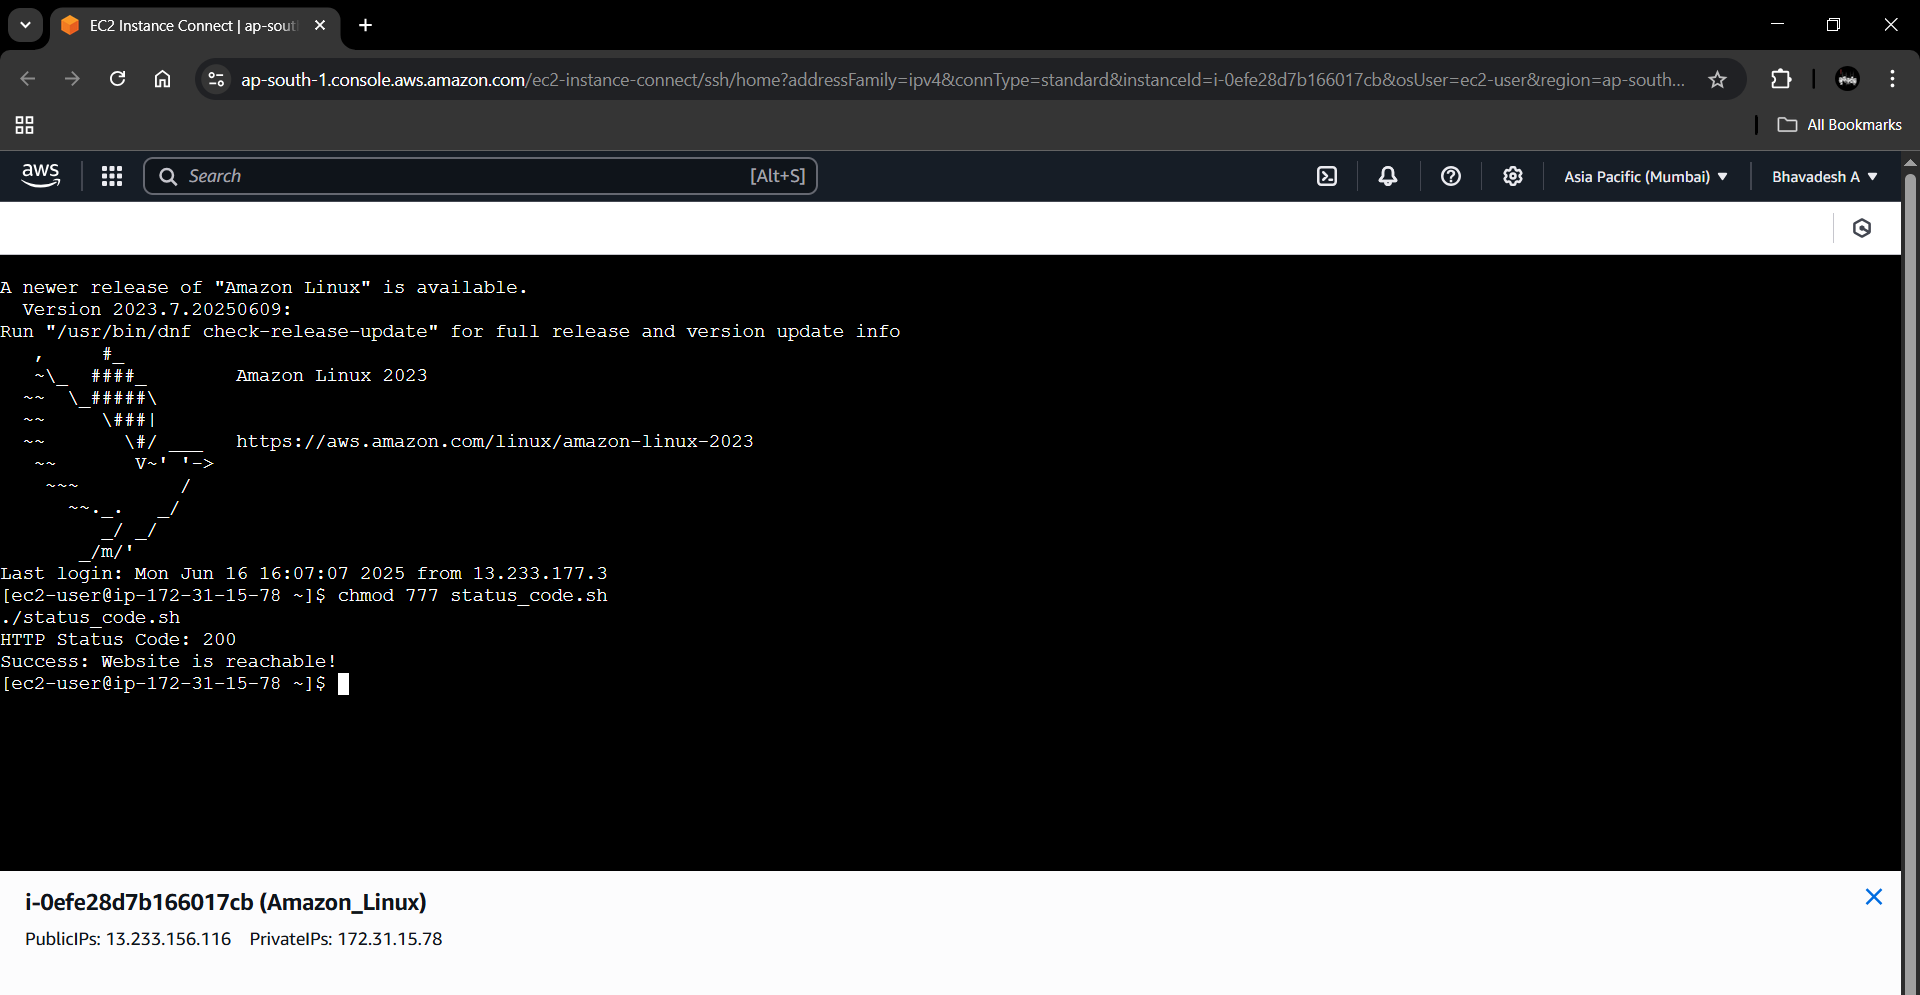 EC2 Instance Connect | ap-sout
ap-south-1.console.aws.amazon.com/ec2-instance-connect/ssh/home?addressFamily=ipv4&connType=standard&instanceId=i-0efe28d7b166017cb&osUser=ec2-user&region=ap-south...
All Bookmarks
aws Search [Alt+S] Asia Pacific (Mumbai) Bhavadesh A
A newer release of "Amazon Linux" is available.
  Version 2023.7.20250609:
Run "/usr/bin/dnf check-release-update" for full release and version update info
   ,     #_
   ~\_  ####_        Amazon Linux 2023
  ~~  \_#####\
  ~~     \###|
  ~~       \#/ ___   https://aws.amazon.com/linux/amazon-linux-2023
   ~~       V~' '->
    ~~~         /
      ~~._.   _/
         _/ _/
       _/m/'
Last login: Mon Jun 16 16:07:07 2025 from 13.233.177.3
[ec2-user@ip-172-31-15-78 ~]$ chmod 777 status_code.sh
./status_code.sh
HTTP Status Code: 200
Success: Website is reachable!
[ec2-user@ip-172-31-15-78 ~]$
i-0efe28d7b166017cb (Amazon_Linux)
PublicIPs: 13.233.156.116 PrivateIPs: 172.31.15.78